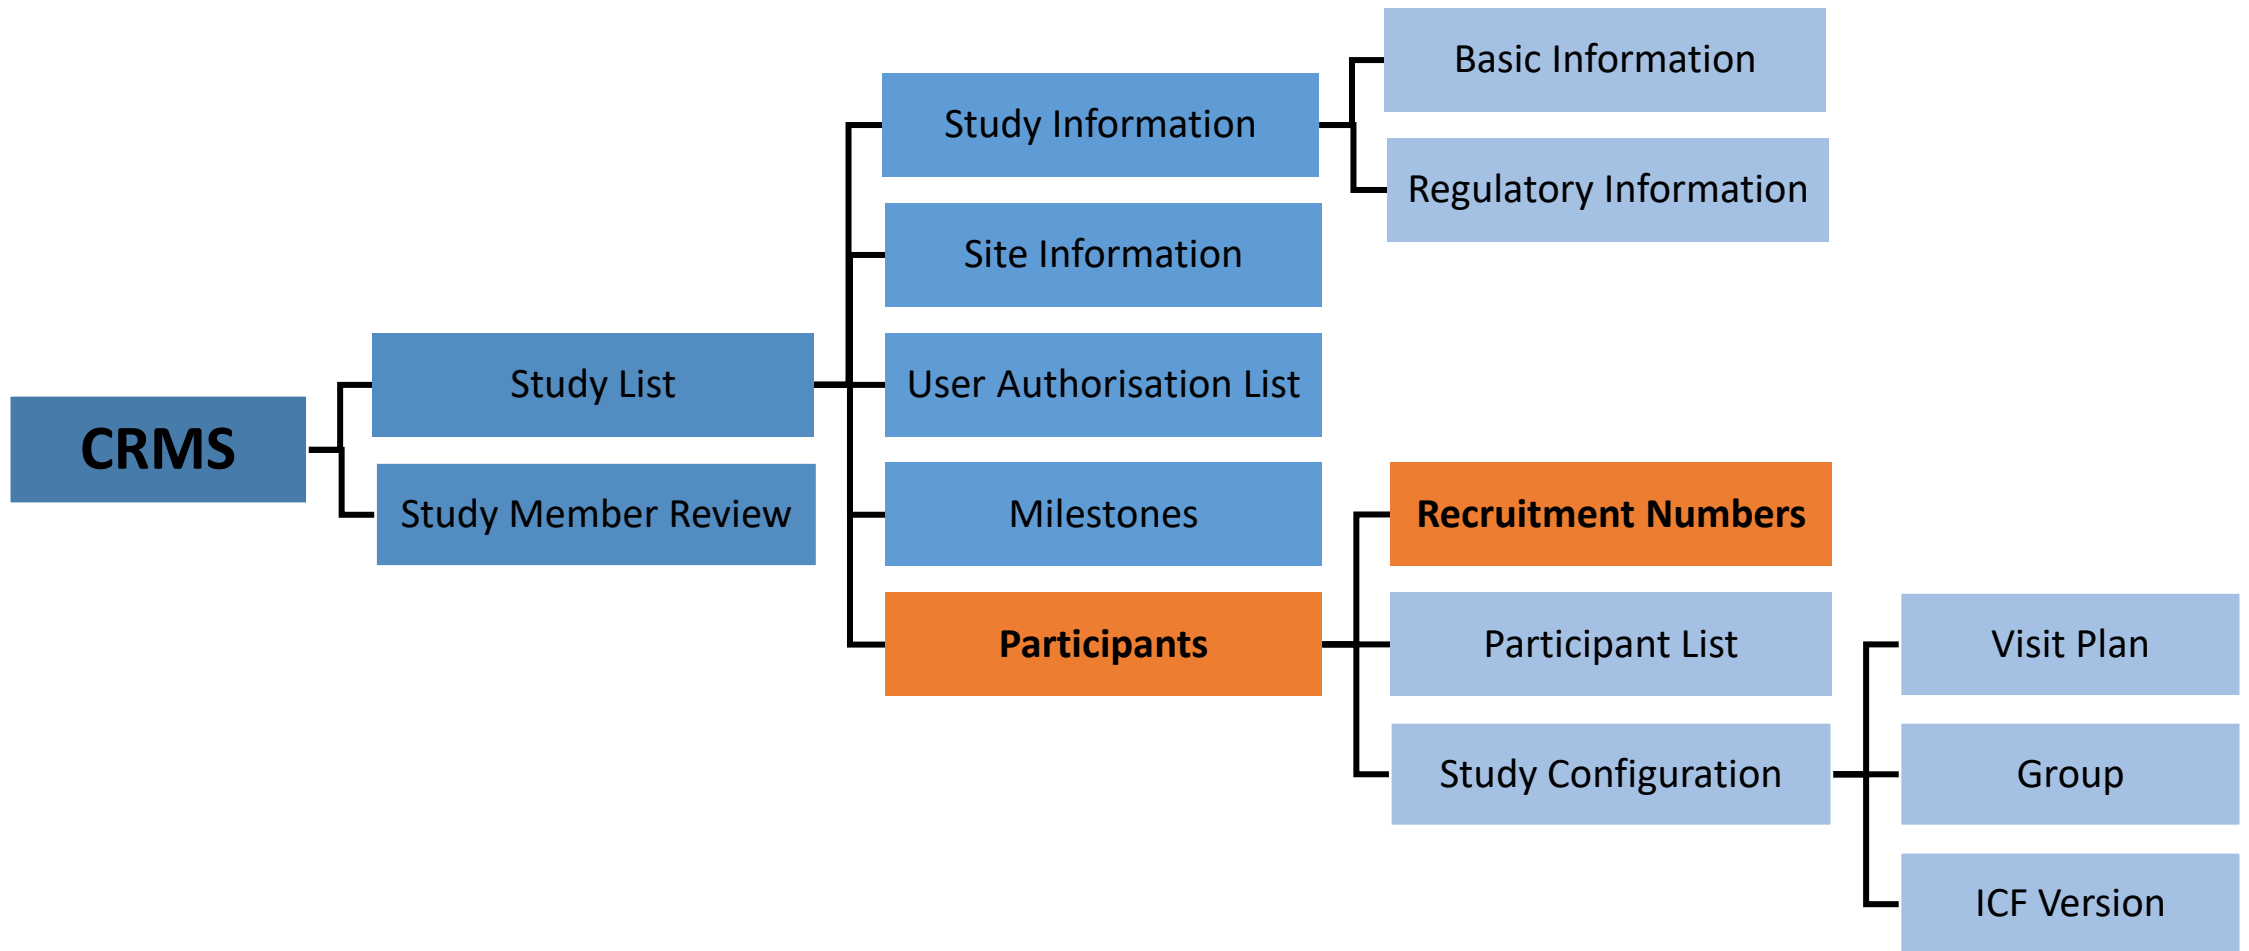 CRMS
Study List
Study Member Review
Study Information
Site Information
User Authorisation List
Milestones
Participants
Basic Information
Regulatory Information
Recruitment Numbers
Participant List
Study Configuration
Visit Plan
Group
ICF Version